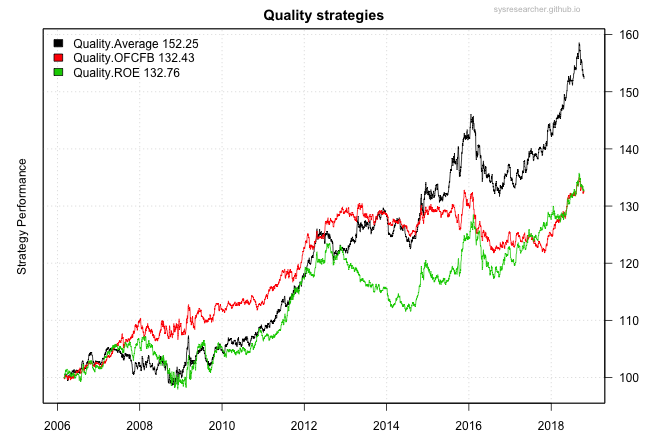 Quality strategies
sysresearcher.github.io
Quality.Average 152.25
Quality.OFCFB 132.43
Quality.ROE 132.76
Strategy Performance
160
150
140
130
120
110
100
2006 2008 2010 2012 2014 2016 2018